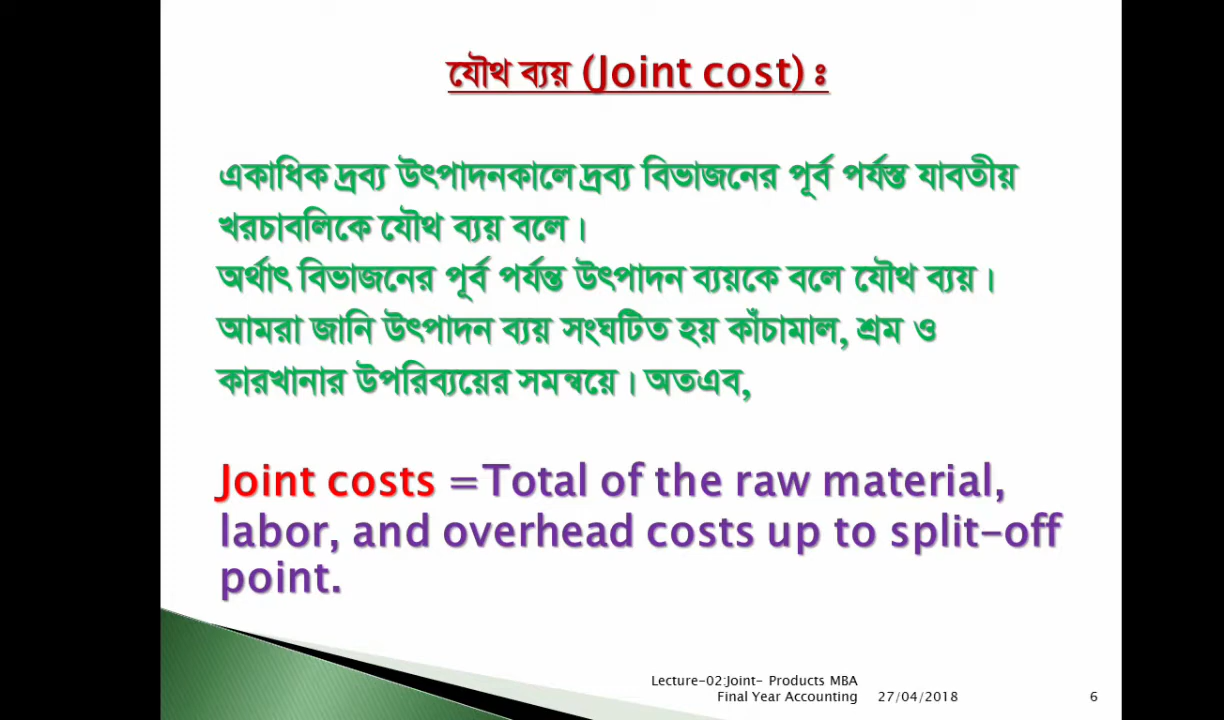 যৌথ ব্যয় (Joint cost) ঃ
একাধিক দ্রব্য উৎপাদনকালে দ্রব্য বিভাজনের পূর্ব পর্যন্ত যাবতীয়
খরচাবলিকে যৌথ ব্যয় বলে।
অর্থাৎ বিভাজনের পূর্ব পর্যন্ত উৎপাদন ব্যয়কে বলে যৌথ ব্যয়।
আমরা জানি উৎপাদন ব্যয় সংঘটিত হয় কাঁচামাল, শ্রম ও
কারখানার উপরিব্যয়ের সমন্বয়ে। অতএব,
Joint costs =Total of the raw material,
labor, and overhead costs up to split-off
point.
Lecture-02:Joint- Products MBA
Final Year Accounting 27/04/2018 6